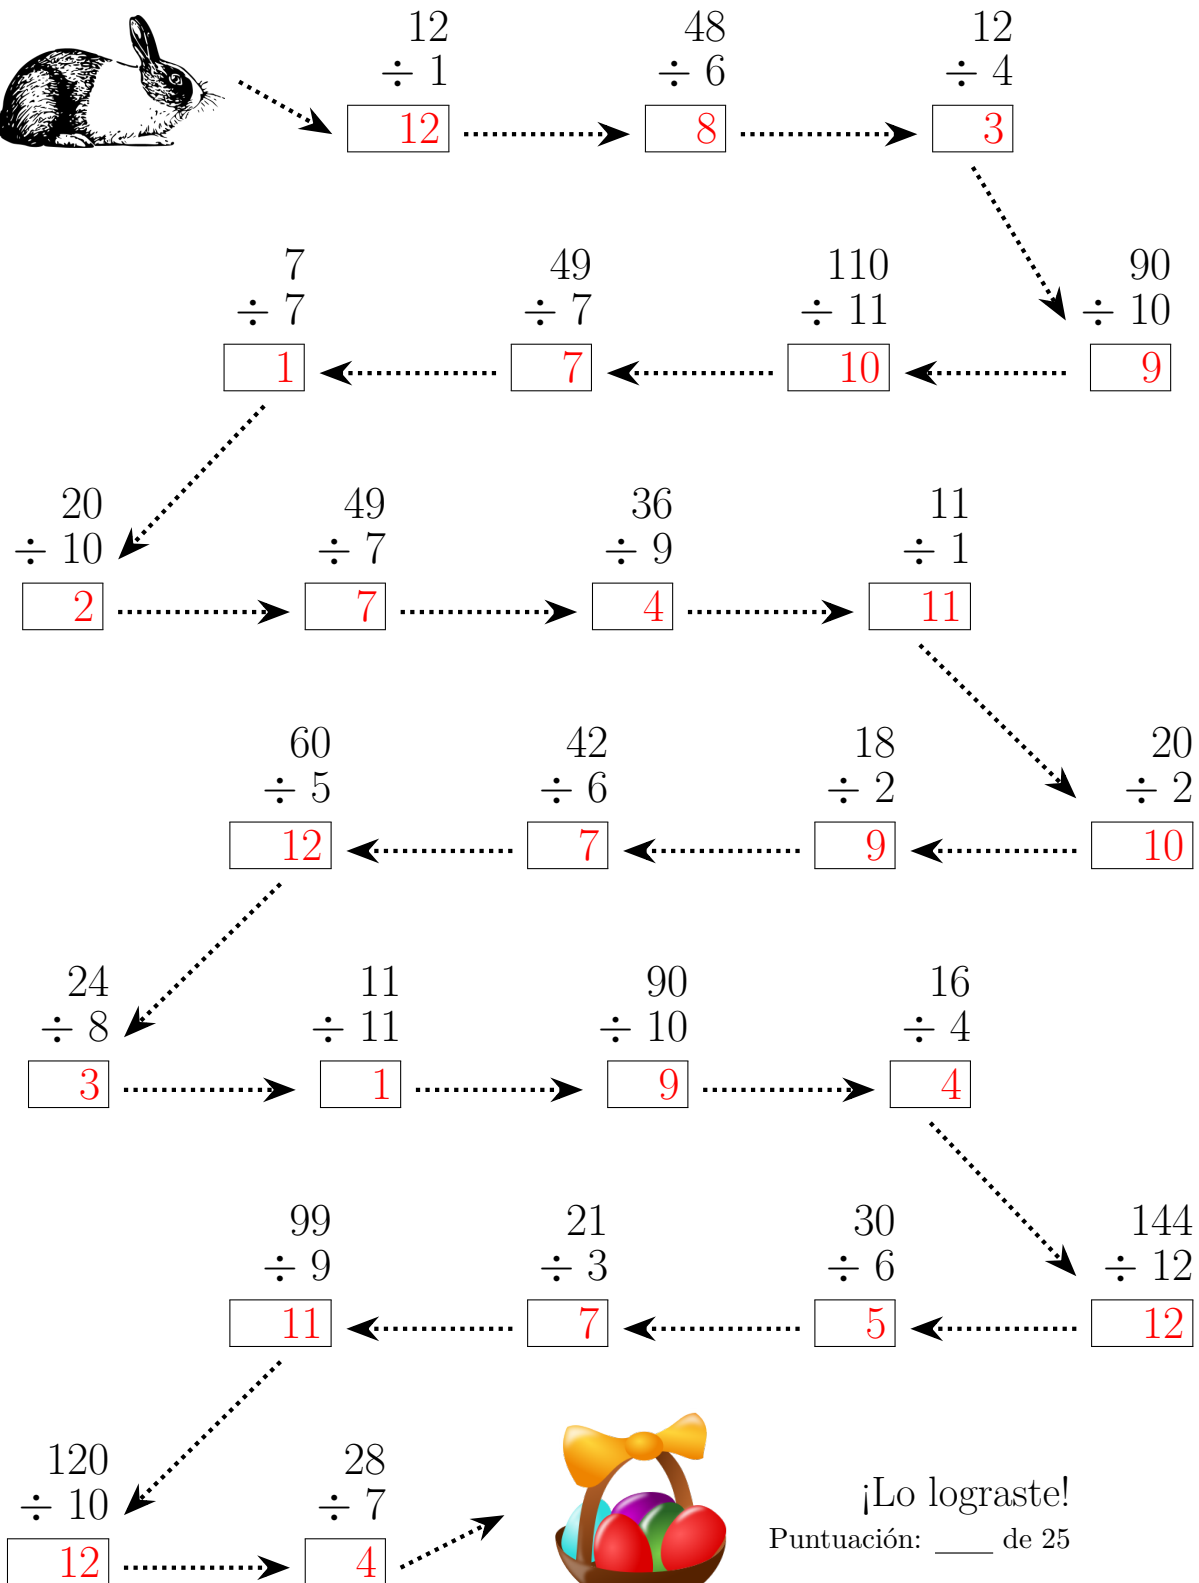 12 48 12
÷ 1 ÷ 6 ÷ 4
12 8 3
7 49 110 90
÷ 7 ÷ 7 ÷ 11 ÷ 10
1 7 10 9
20 49 36 11
÷ 10 ÷ 7 ÷ 9 ÷ 1
2 7 4 11
60 42 18 20
÷ 5 ÷ 6 ÷ 2 ÷ 2
12 7 9 10
24 11 90 16
÷ 8 ÷ 11 ÷ 10 ÷ 4
3 1 9 4
99 21 30 144
÷ 9 ÷ 3 ÷ 6 ÷ 12
11 7 5 12
120 28
÷ 10 ÷ 7
12 4
¡Lo lograste!
Puntuación: ____ de 25